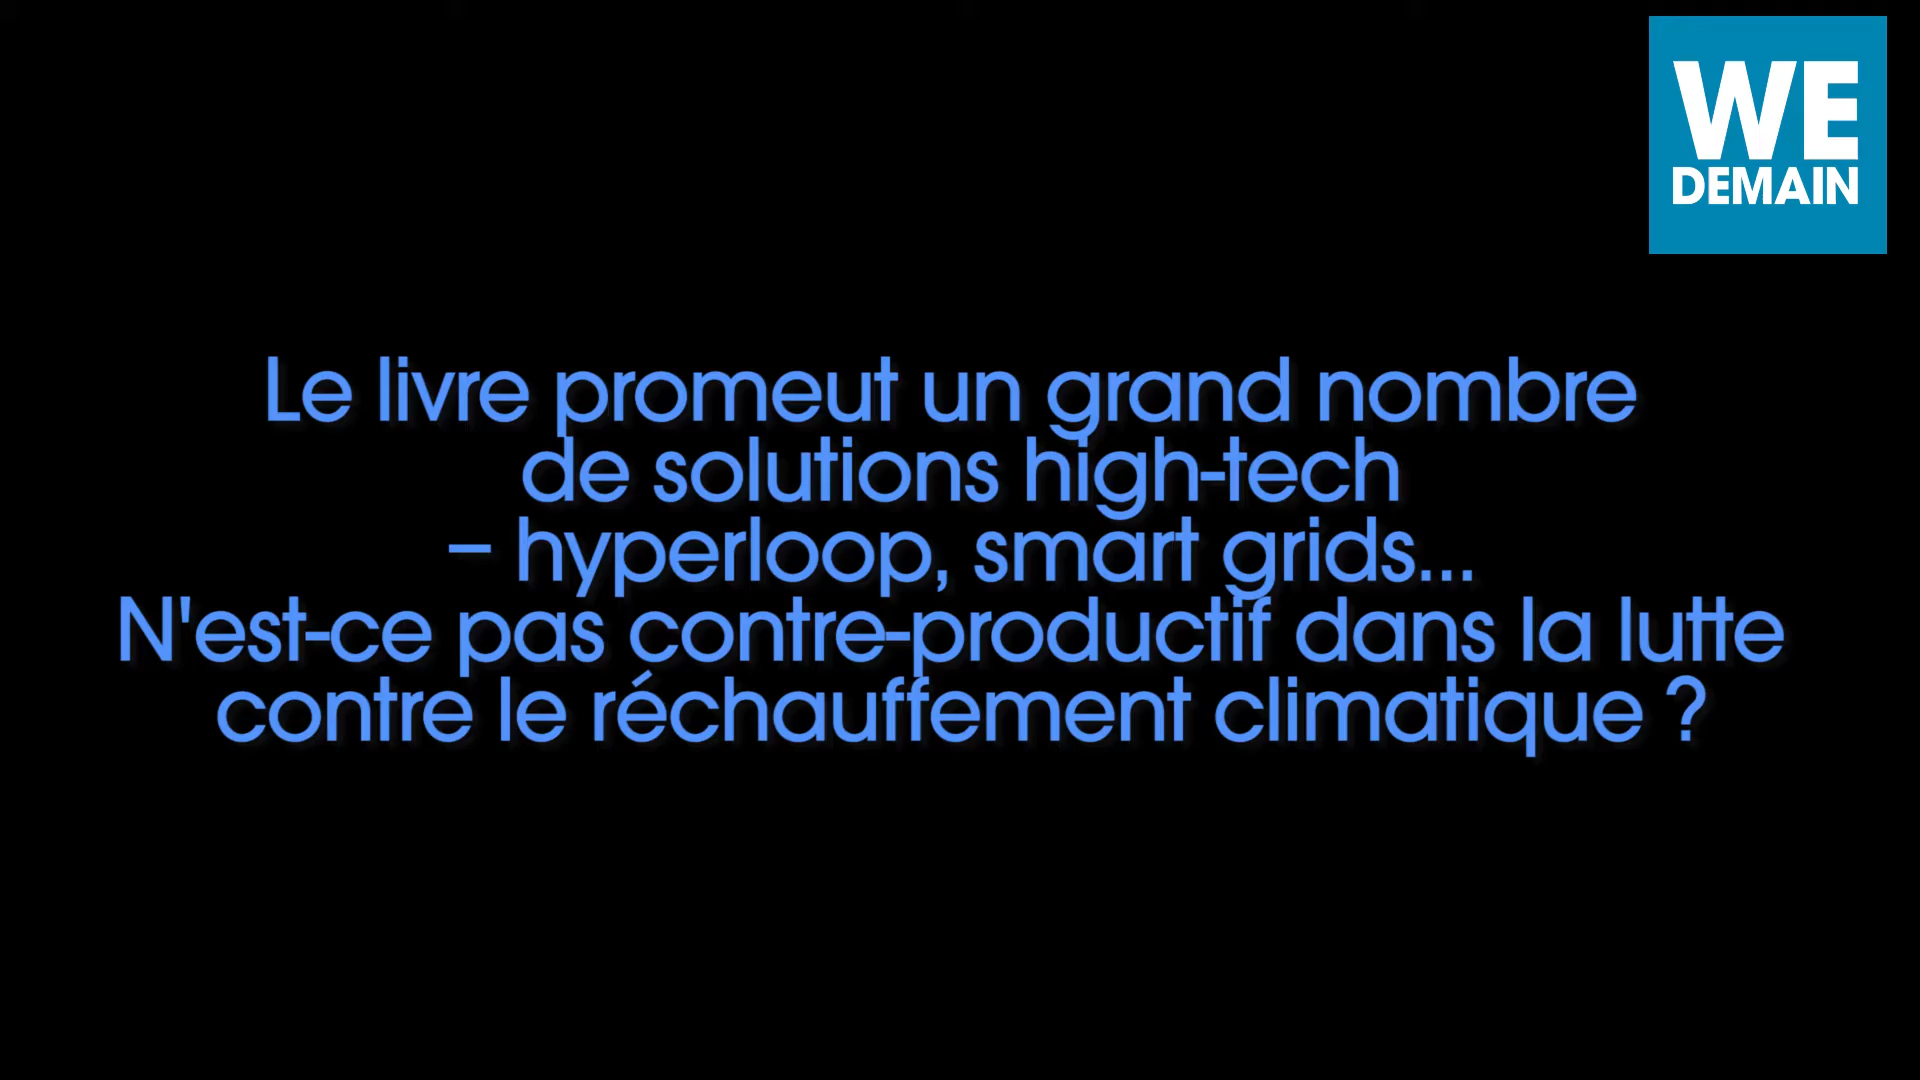 WE
DEMAIN
Le livre promeut un grand nombre
de solutions high-tech
– hyperloop, smart grids...
N'est-ce pas contre-productif dans la lutte
contre le réchauffement climatique ?